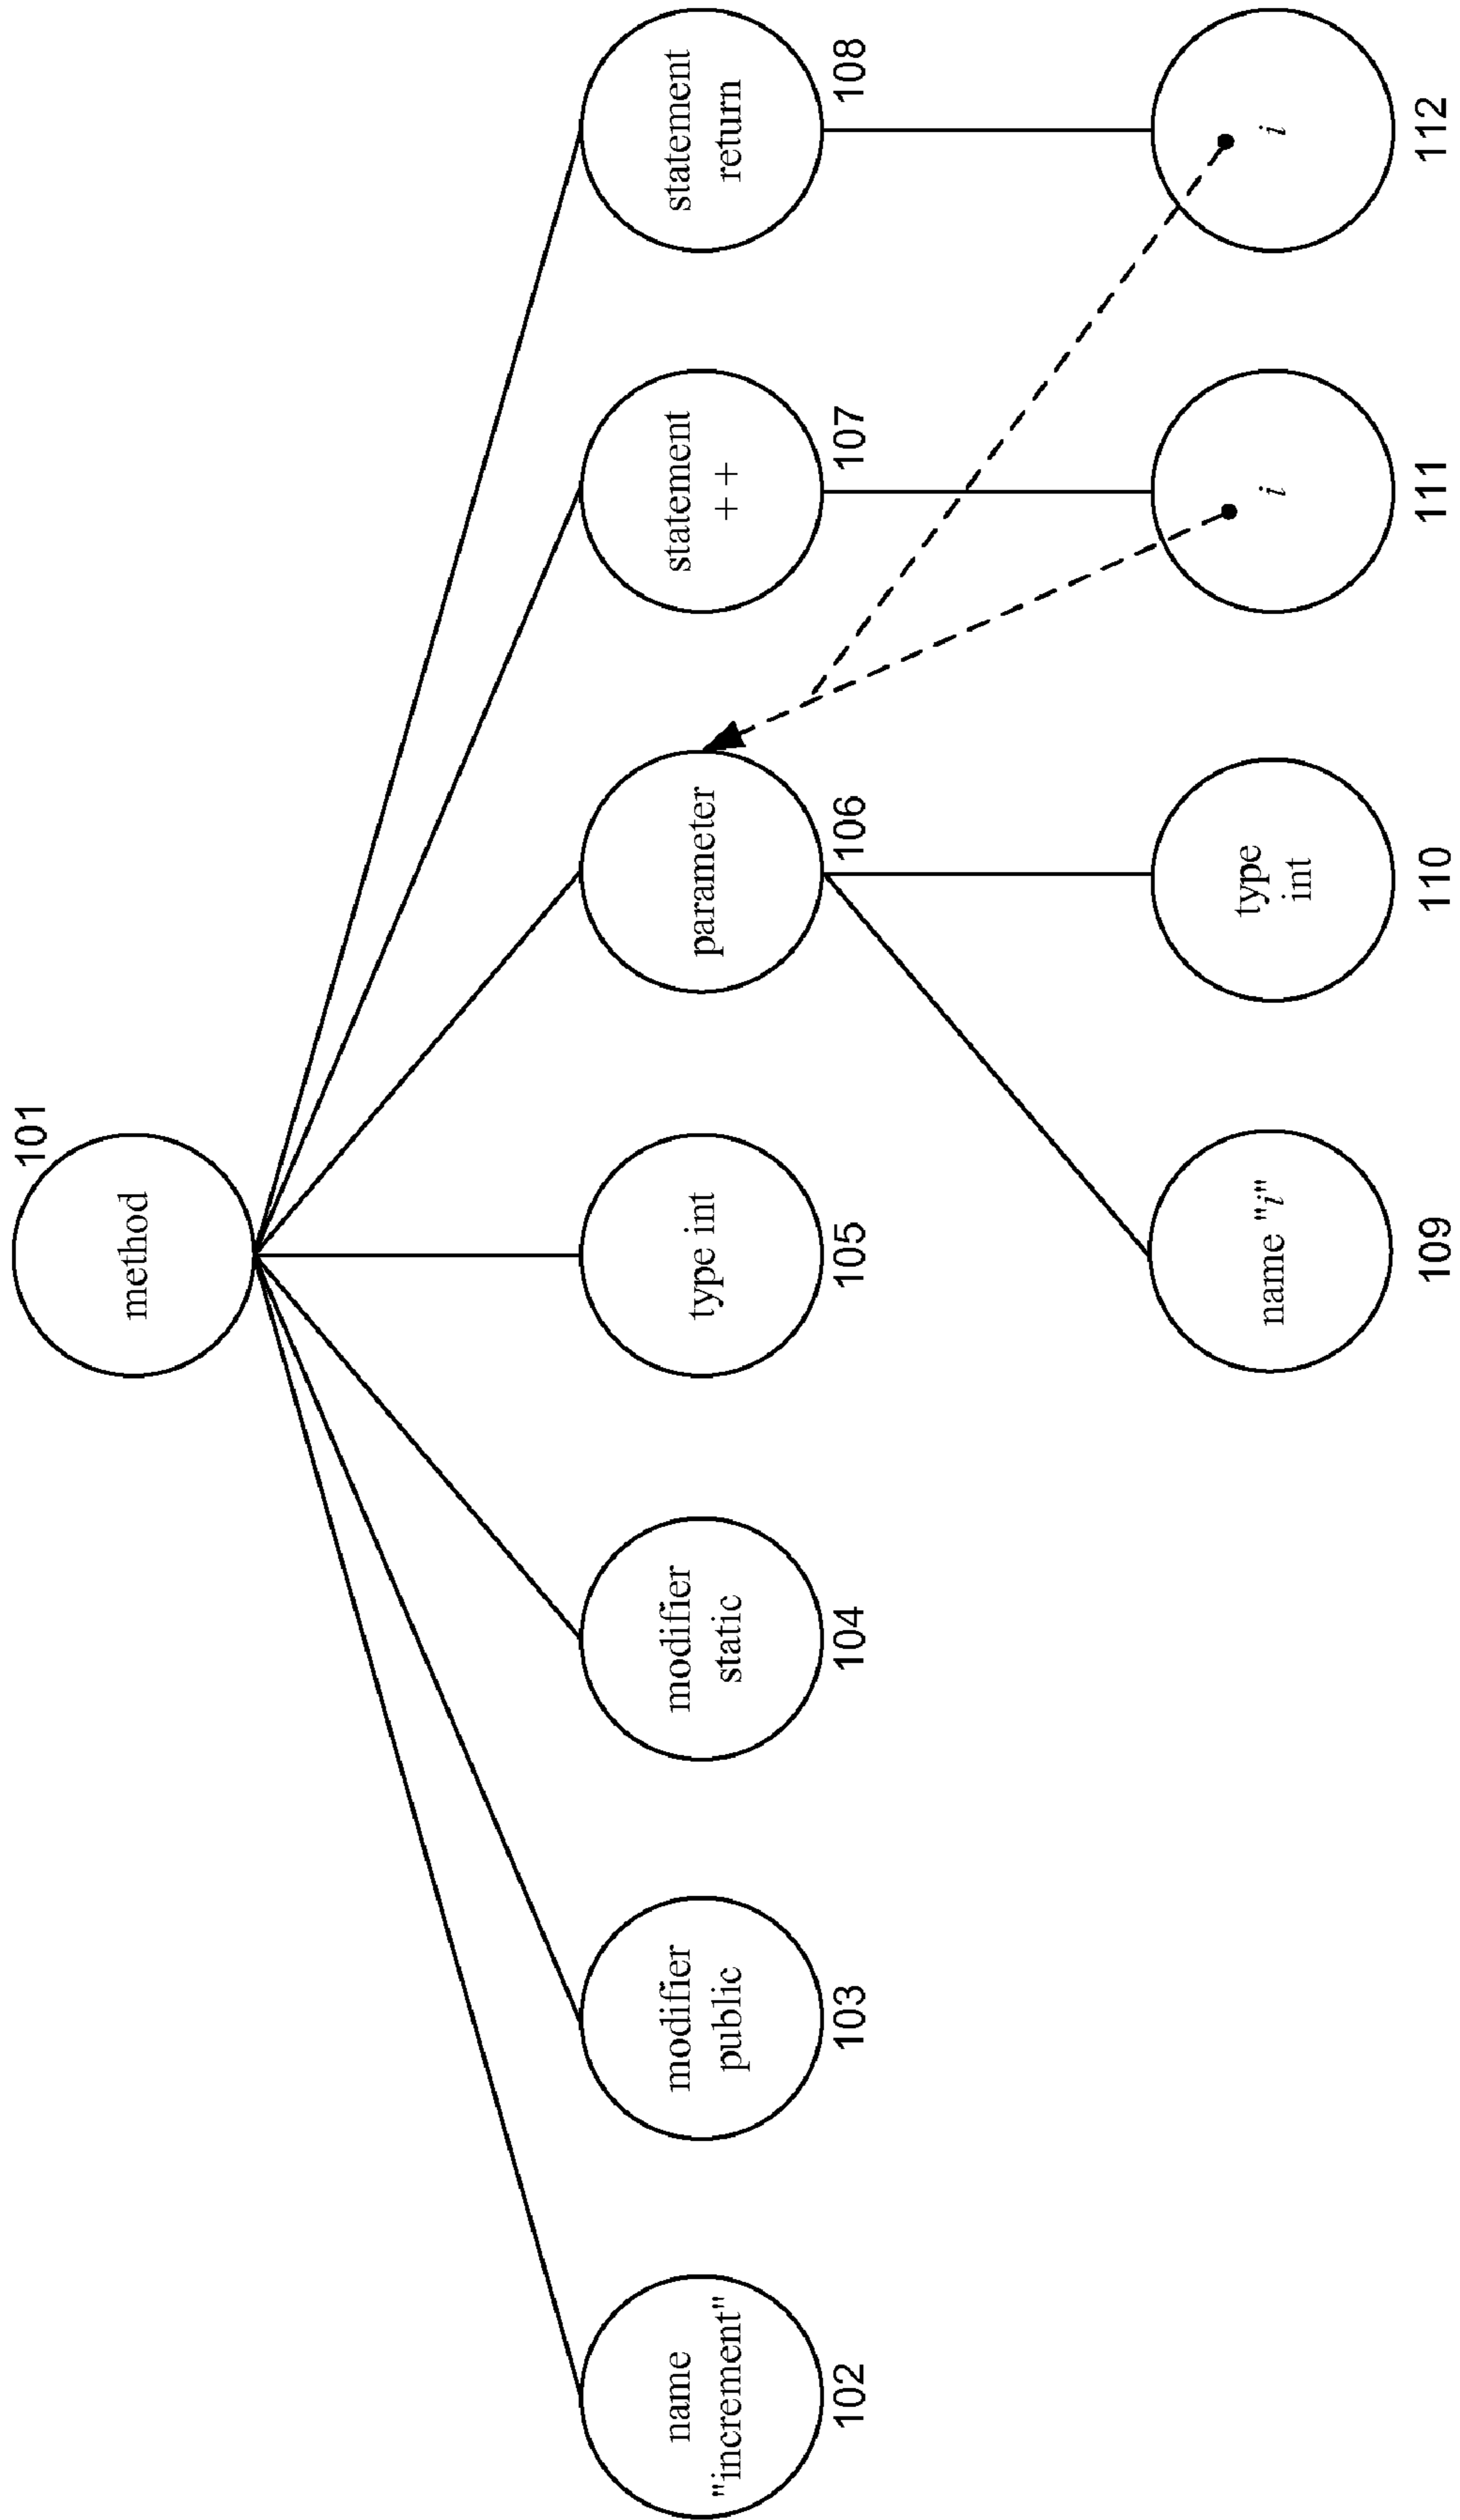 method
101
name
"increment"
102
modifier
public
103
modifier
static
104
type int
105
parameter
106
statement
++
107
statement
return
108
name "i"
109
type
int
110
i
111
i
112